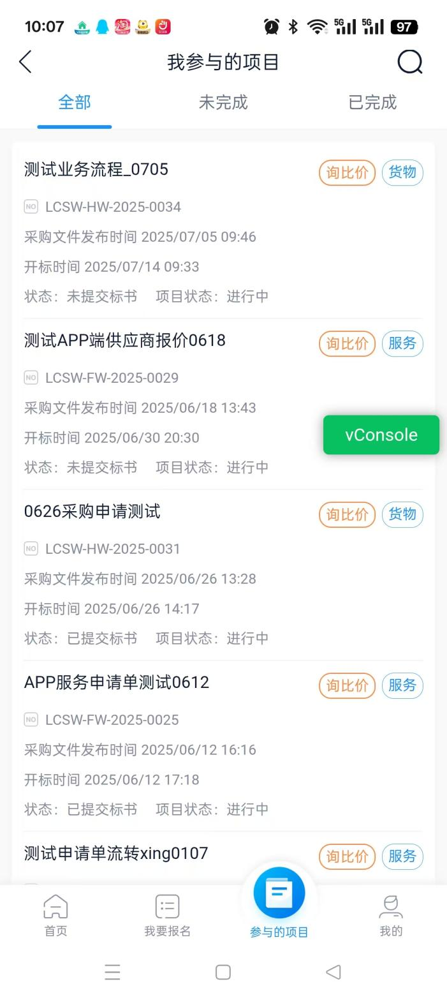 10:07
5G 5G 97
我参与的项目
全部 未完成 已完成
测试业务流程_0705 询比价 货物
NO LCSW-HW-2025-0034
采购文件发布时间 2025/07/05 09:46
开标时间 2025/07/14 09:33
状态：未提交标书 项目状态：进行中
测试APP端供应商报价0618 询比价 服务
NO LCSW-FW-2025-0029
采购文件发布时间 2025/06/18 13:43
开标时间 2025/06/30 20:30
vConsole
状态：未提交标书 项目状态：进行中
0626采购申请测试 询比价 货物
NO LCSW-HW-2025-0031
采购文件发布时间 2025/06/26 13:28
开标时间 2025/06/26 14:17
状态：已提交标书 项目状态：进行中
APP服务申请单测试0612 询比价 服务
NO LCSW-FW-2025-0025
采购文件发布时间 2025/06/12 16:16
开标时间 2025/06/12 17:18
状态：已提交标书 项目状态：进行中
测试申请单流转xing0107 询比价 服务
首页 我要报名 参与的项目 我的